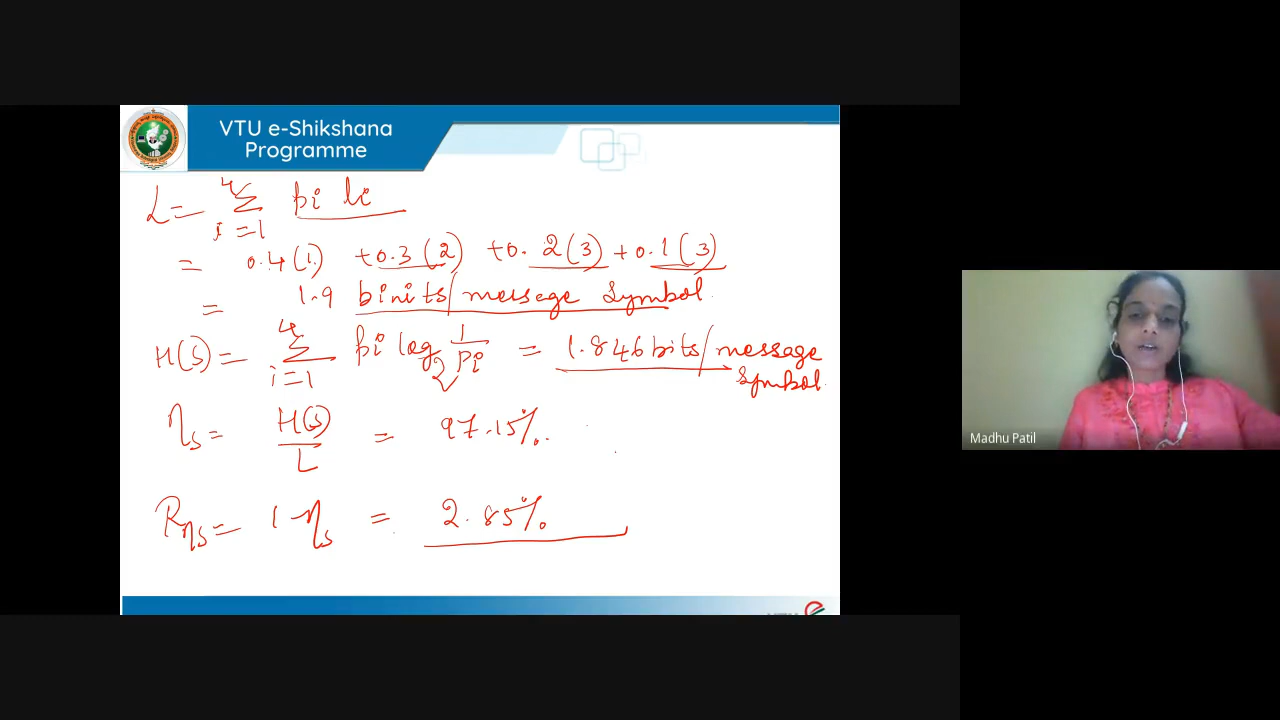 VTU e-Shikshana
Programme
L = 4Σi=1 pi li
= 0.4(1) +0.3(2) +0.2(3)+0.1(3)
= 1.9 binits/message Symbol.
H(S) = 4Σi=1 pi log2 1/pi = 1.846 bits/message Symbol.
ηs = H(s)/L = 97.15%.
Rηs = 1-ηs = 2.85%
Madhu Patil